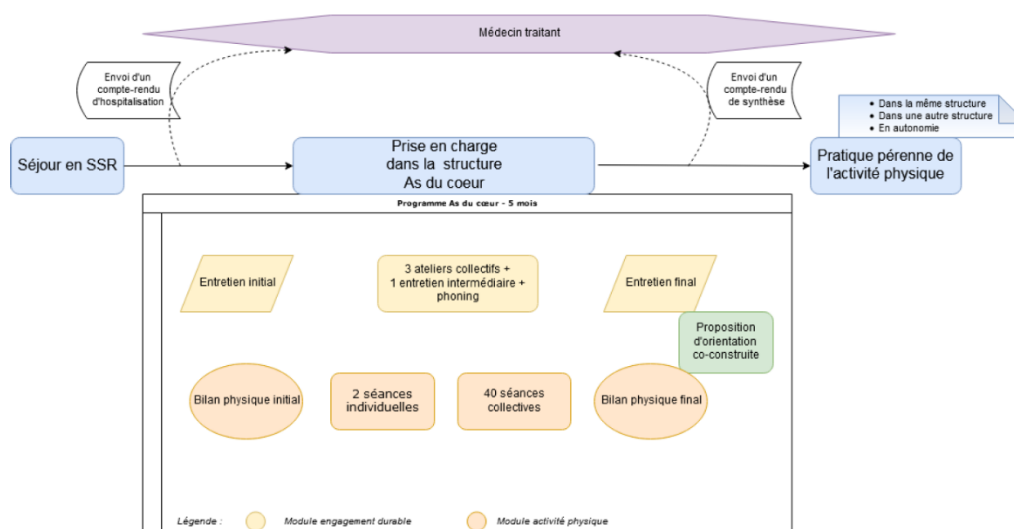 Médecin traitant
Envoi d'un
compte-rendu
d'hospitalisation
Envoi d'un
compte-rendu
de synthèse
• Dans la même structure
• Dans une autre structure
• En autonomie
Séjour en SSR
Prise en charge
dans la structure
As du coeur
Pratique pérenne de
l'activité physique
Programme As du cœur - 5 mois
Entretien initial
3 ateliers collectifs +
1 entretien intermédiaire +
phoning
Entretien final
Proposition
d'orientation
co-construite
Bilan physique initial
2 séances
individuelles
40 séances
collectives
Bilan physique final
Légende :
Module engagement durable
Module activité physique